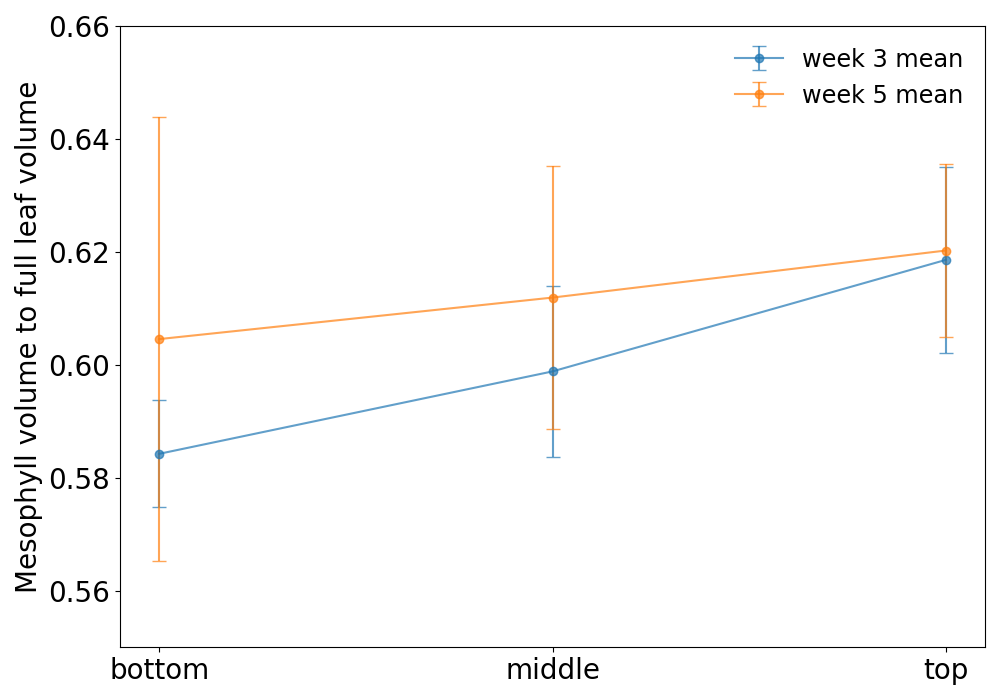 Mesophyll volume to full leaf volume
0.66
0.64
0.62
0.60
0.58
0.56
bottom middle top
week 3 mean
week 5 mean